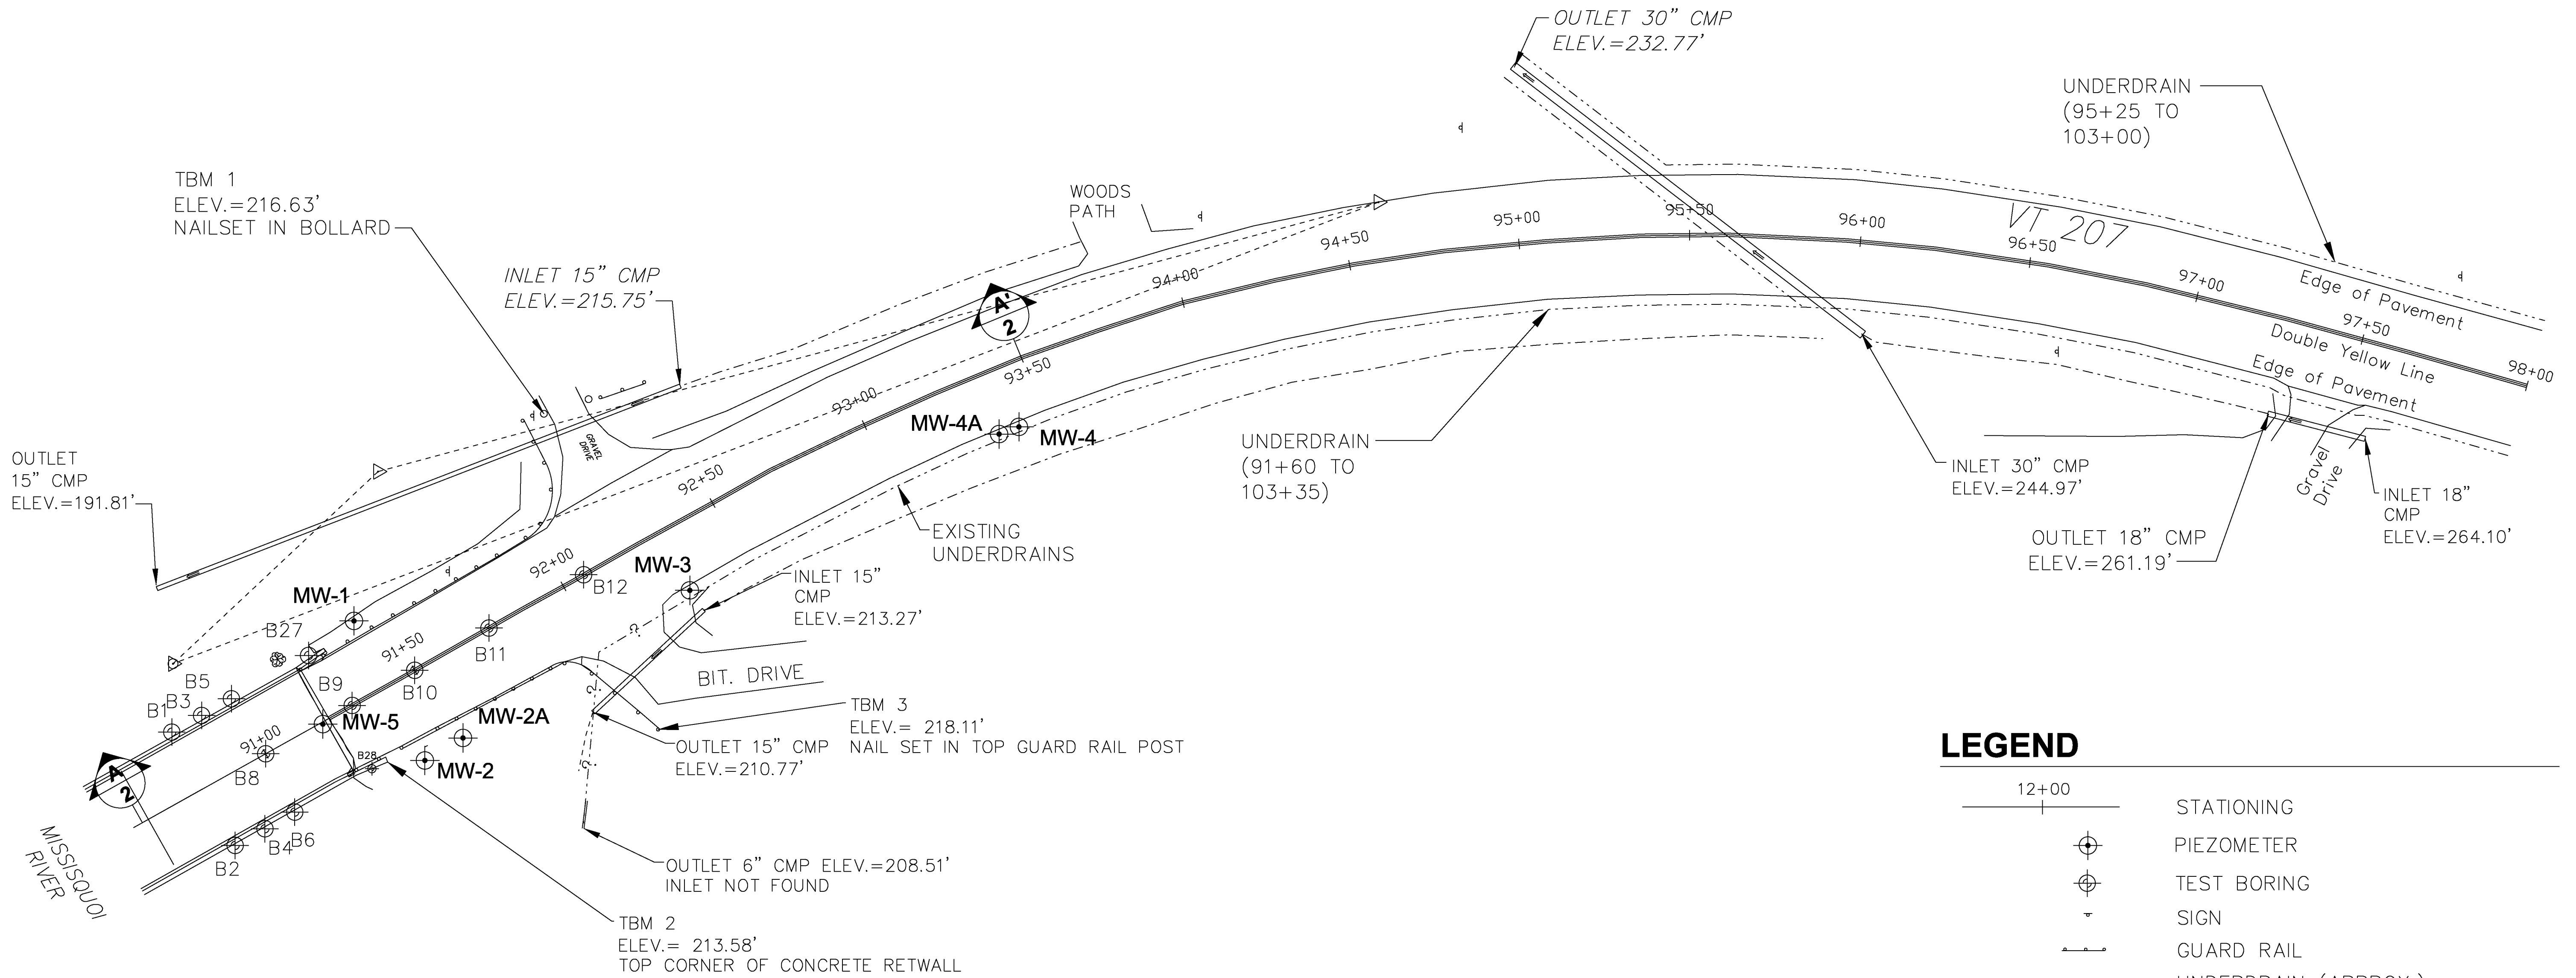 OUTLET 30” CMP
ELEV.=232.77’
UNDERDRAIN
(95+25 TO
103+00)
TBM 1
ELEV.=216.63’
NAILSET IN BOLLARD
WOODS
PATH
INLET 15” CMP
ELEV.=215.75’
OUTLET
15” CMP
ELEV.=191.81’
VT 207
91+00
91+50
92+00
92+50
93+00
93+50
94+00
94+50
95+00
95+50
96+00
96+50
97+00
97+50
98+00
Edge of Pavement
Double Yellow Line
Edge of Pavement
A'
2
GRAVEL
DRIVE
MW-4A
MW-4
UNDERDRAIN
(91+60 TO
103+35)
INLET 30” CMP
ELEV.=244.97’
Gravel
Drive
INLET 18”
CMP
ELEV.=264.10’
OUTLET 18” CMP
ELEV.=261.19’
EXISTING
UNDERDRAINS
MW-3
B12
INLET 15”
CMP
ELEV.=213.27’
MW-1
B27
B11
B10
B9
B5
B3
B1
MW-5
B28
MW-2A
MW-2
B8
B6
B4
B2
A
2
?
?
?
BIT. DRIVE
TBM 3
ELEV.= 218.11’
NAIL SET IN TOP GUARD RAIL POST
OUTLET 15” CMP
ELEV.=210.77’
OUTLET 6” CMP ELEV.=208.51’
INLET NOT FOUND
TBM 2
ELEV.= 213.58’
TOP CORNER OF CONCRETE RETWALL
MISSISQUOI
RIVER
LEGEND
12+00
STATIONING
PIEZOMETER
TEST BORING
SIGN
GUARD RAIL
UNDERDRAIN (APPROX.)